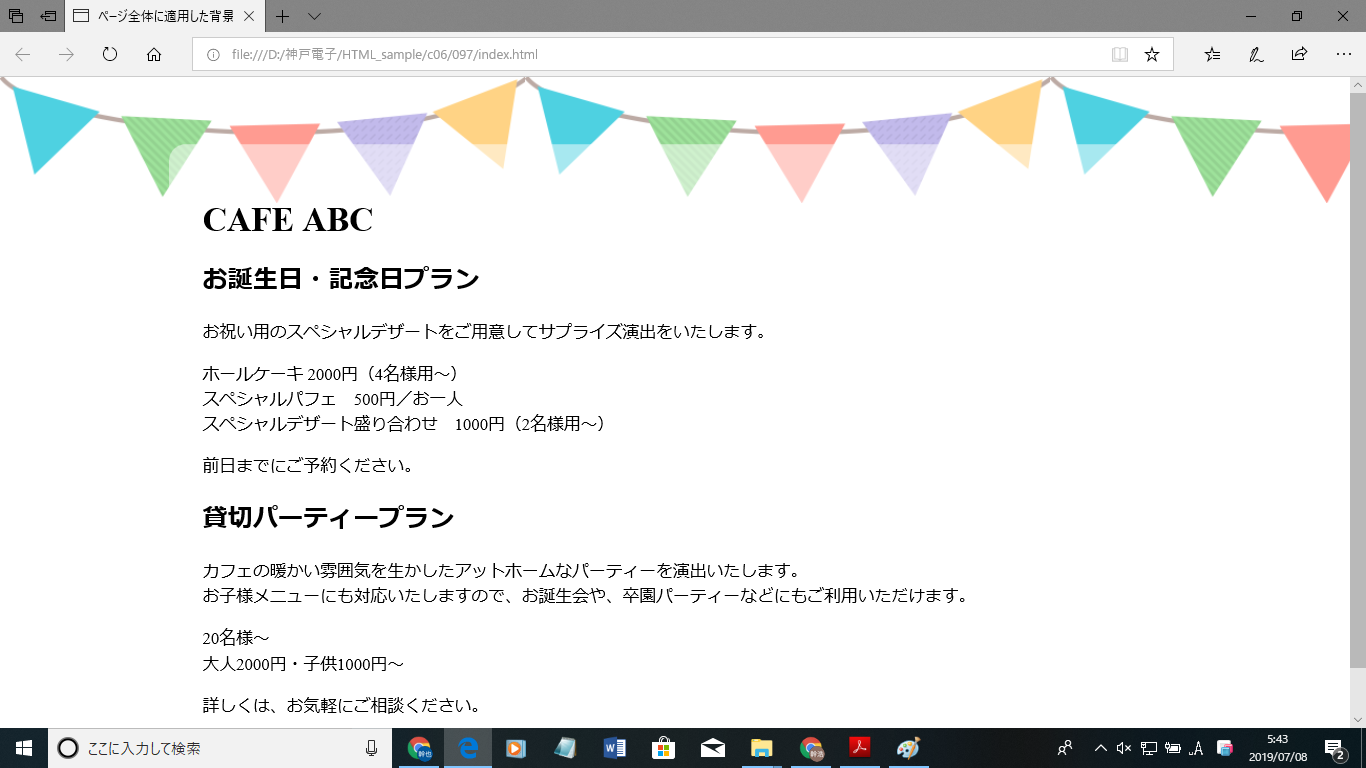 ページ全体に適用した背景
file:///D:/神戸電子/HTML_sample/c06/097/index.html
CAFE ABC
お誕生日・記念日プラン
お祝い用のスペシャルデザートをご用意してサプライズ演出をいたします。
ホールケーキ 2000円（4名様用～）
スペシャルパフェ　500円／お一人
スペシャルデザート盛り合わせ　1000円（2名様用～）
前日までにご予約ください。
貸切パーティープラン
カフェの暖かい雰囲気を生かしたアットホームなパーティーを演出いたします。
お子様メニューにも対応いたしますので、お誕生会や、卒園パーティーなどにもご利用いただけます。
20名様～
大人2000円・子供1000円～
詳しくは、お気軽にご相談ください。
ここに入力して検索
A
5:43
2019/07/08
2